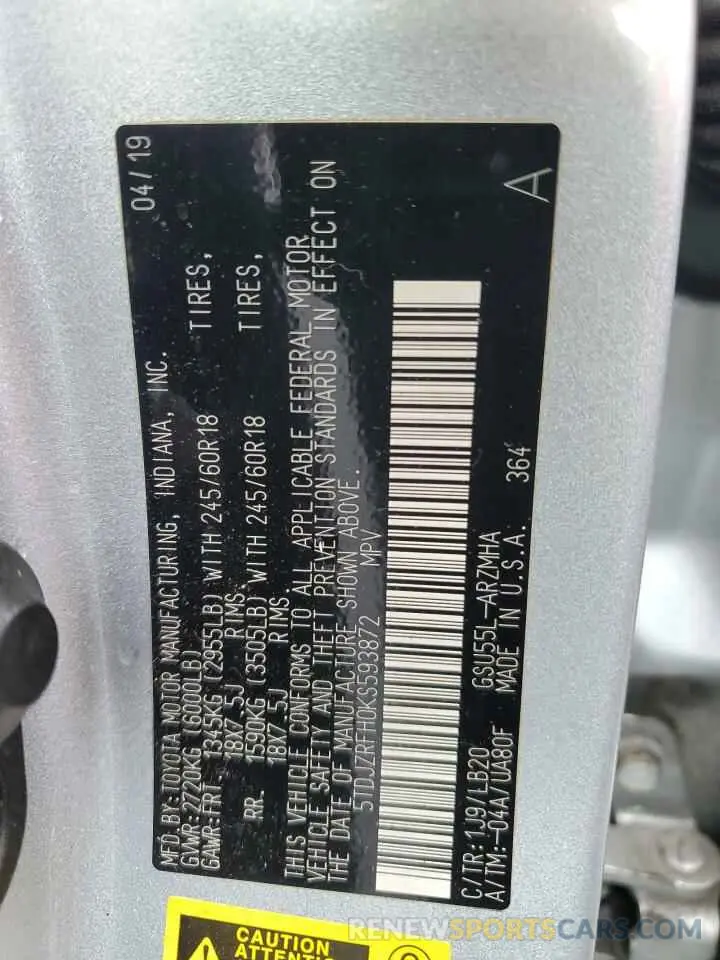 04/19
MFD.BY: TOYOTA MOTOR MANUFACTURING, INDIANA, INC.
GVWR: 2720KG (6000LB)
GAWR: FRT. 1345KG (2955LB) WITH 245/60R18 TIRES,
18X7.5J RIMS
RR. 1590KG (3505LB) WITH 245/60R18 TIRES,
18X7.5J RIMS
THIS VEHICLE CONFORMS TO ALL APPLICABLE FEDERAL MOTOR
VEHICLE SAFETY AND THEFT PREVENTION STANDARDS IN EFFECT ON
THE DATE OF MANUFACTURE SHOWN ABOVE.
5TDJZRFH0KS593872 MPV
C/TR: 1J9/LB20 GSU55L-ARZMHA
A/TM: -04A/UA80F MADE IN U.S.A. 364
A
CAUTION
RENEWSPORTSCARS.COM